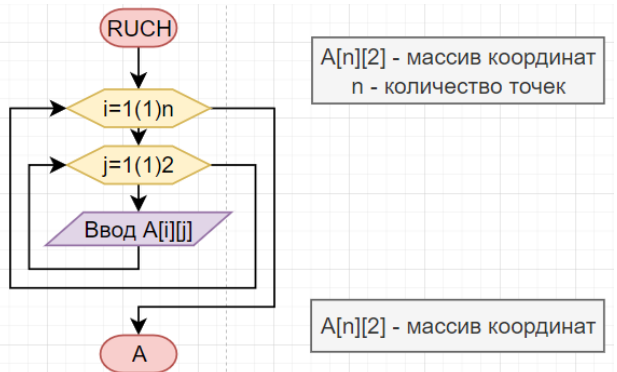 RUCH
A[n][2] - массив координат
n - количество точек
i=1(1)n
j=1(1)2
Ввод A[i][j]
A[n][2] - массив координат
A